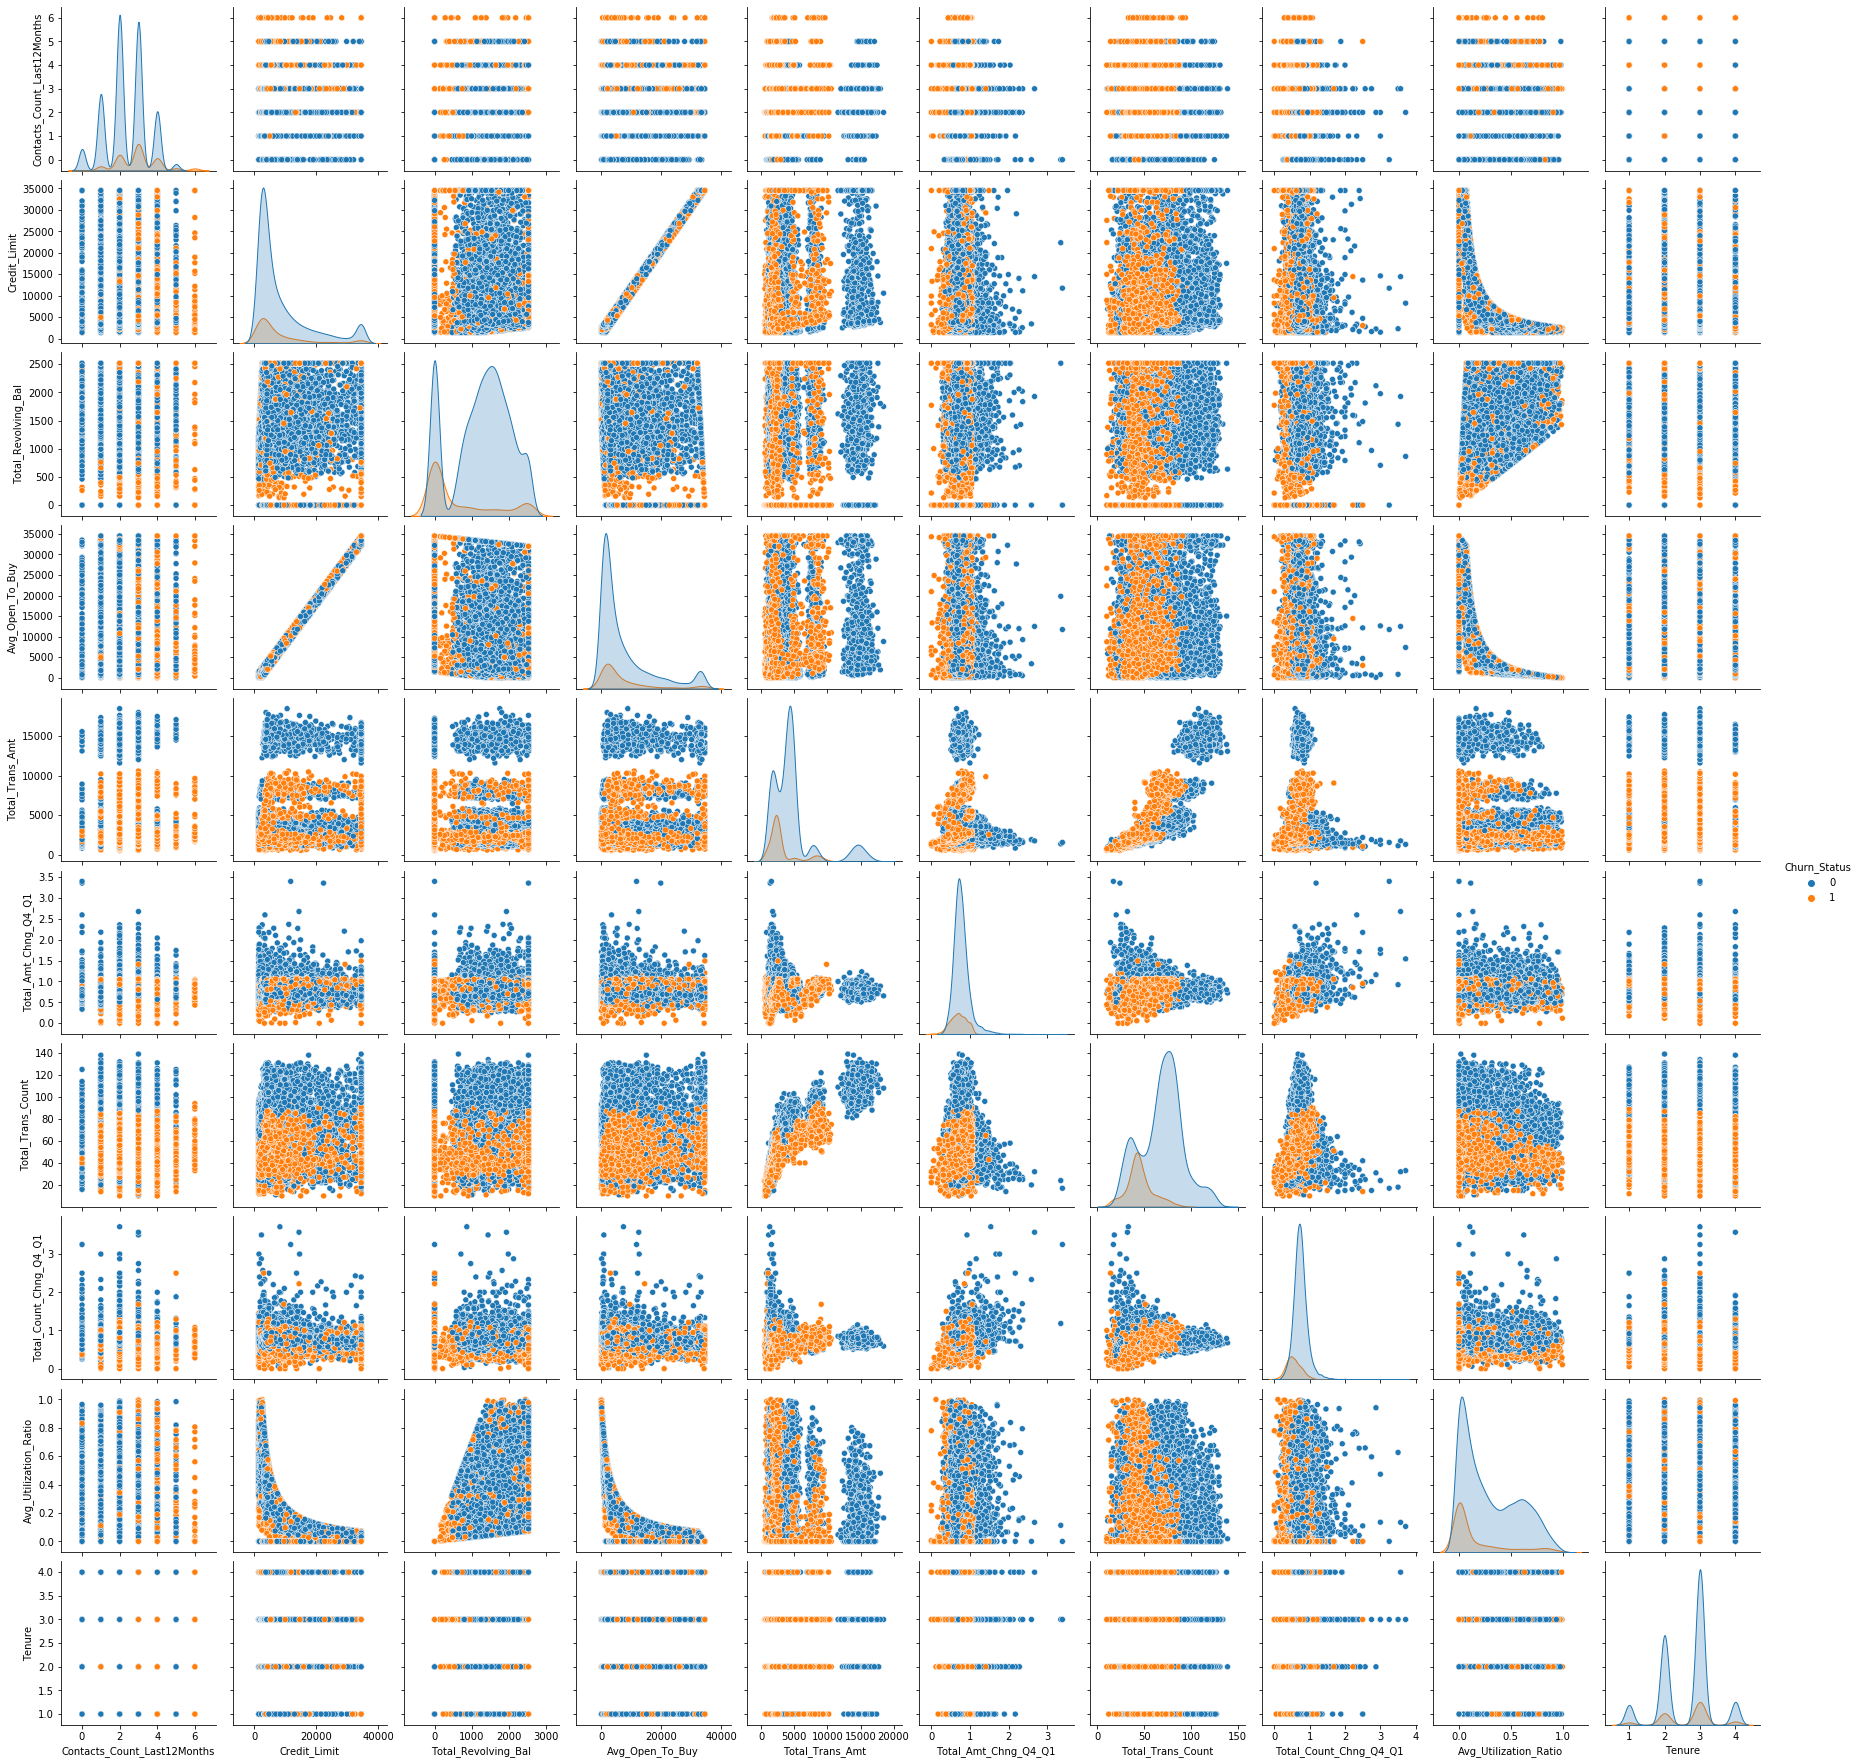 Contacts_Count_Last12Months
6
5
4
3
2
1
0
Credit_Limit
35000
30000
25000
20000
15000
10000
5000
0
Total_Revolving_Bal
2500
2000
1500
1000
500
0
Avg_Open_To_Buy
35000
30000
25000
20000
15000
10000
5000
0
Total_Trans_Amt
15000
10000
5000
0
Churn_Status
0
1
Total_Amt_Chng_Q4_Q1
3.5
3.0
2.5
2.0
1.5
1.0
0.5
0.0
Total_Trans_Count
140
120
100
80
60
40
20
Total_Count_Chng_Q4_Q1
3
2
1
0
Avg_Utilization_Ratio
1.0
0.8
0.6
0.4
0.2
0.0
Tenure
4.0
3.5
3.0
2.5
2.0
1.5
1.0
0 2 4 6
0 20000 40000
0 1000 2000 3000
0 20000 40000
0 5000 10000 15000 20000
0 1 2 3
0 50 100 150
0 1 2 3 4
0.0 0.5 1.0
1 2 3 4
Contacts_Count_Last12Months
Credit_Limit
Total_Revolving_Bal
Avg_Open_To_Buy
Total_Trans_Amt
Total_Amt_Chng_Q4_Q1
Total_Trans_Count
Total_Count_Chng_Q4_Q1
Avg_Utilization_Ratio
Tenure